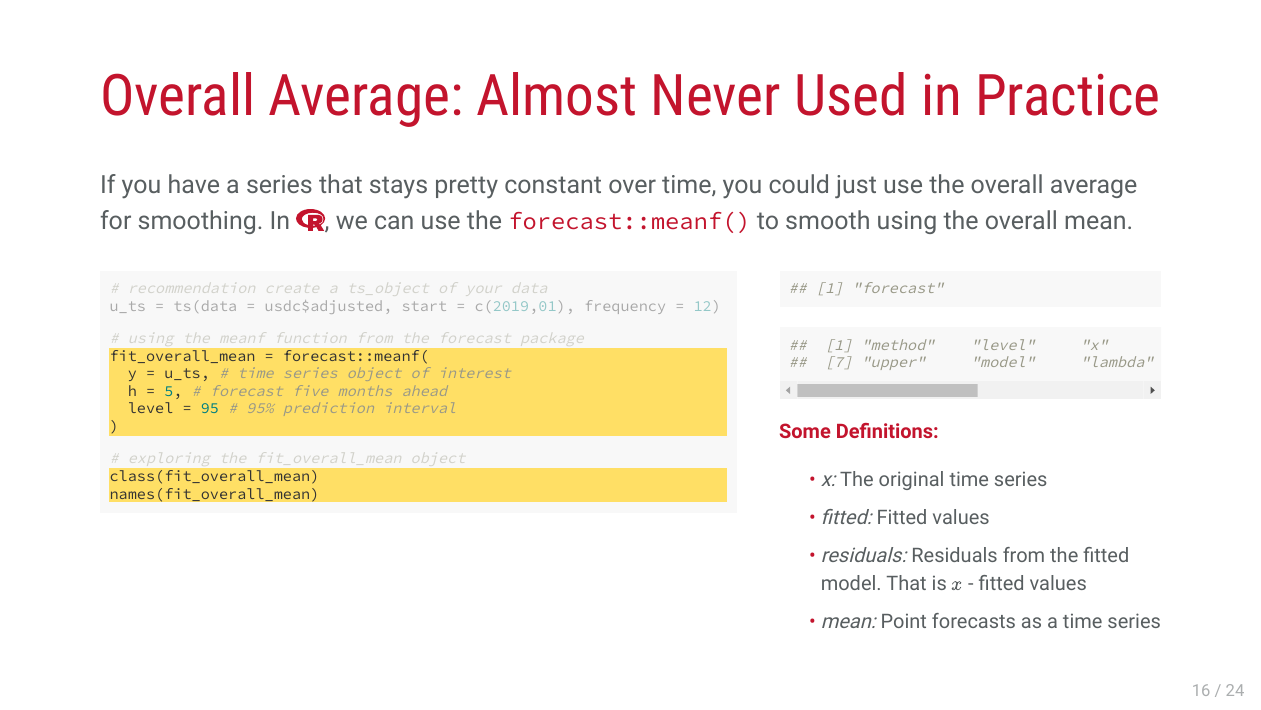 Overall Average: Almost Never Used in Practice
If you have a series that stays pretty constant over time, you could just use the overall average
for smoothing. In R, we can use the forecast::meanf() to smooth using the overall mean.
# recommendation create a ts_object of your data
u_ts = ts(data = usdc$adjusted, start = c(2019,01), frequency = 12)
# using the meanf function from the forecast package
fit_overall_mean = forecast::meanf(
  y = u_ts, # time series object of interest
  h = 5, # forecast five months ahead
  level = 95 # 95% prediction interval
)
# exploring the fit_overall_mean object
class(fit_overall_mean)
names(fit_overall_mean)
## [1] "forecast"
##  [1] "method"    "level"     "x"
##  [7] "upper"     "model"     "lambda"
Some Definitions:
• x: The original time series
• fitted: Fitted values
• residuals: Residuals from the fitted
model. That is x - fitted values
• mean: Point forecasts as a time series
16 / 24